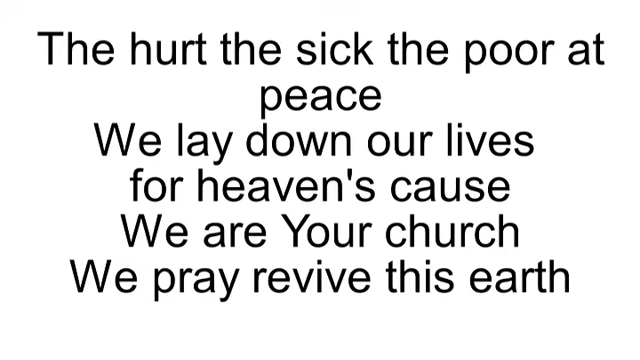 The hurt the sick the poor at
peace
We lay down our lives
for heaven's cause
We are Your church
We pray revive this earth